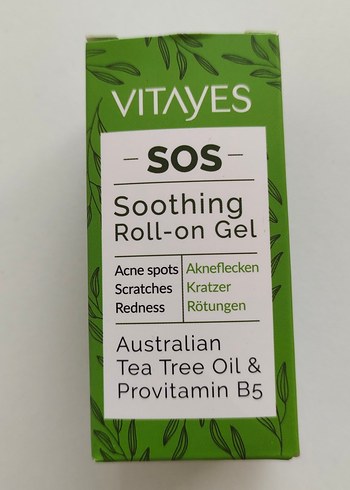 VITAYES
– SOS –
Soothing
Roll-on Gel
Acne spots Akneflecken
Scratches Kratzer
Redness Rötungen
Australian
Tea Tree Oil &
Provitamin B5